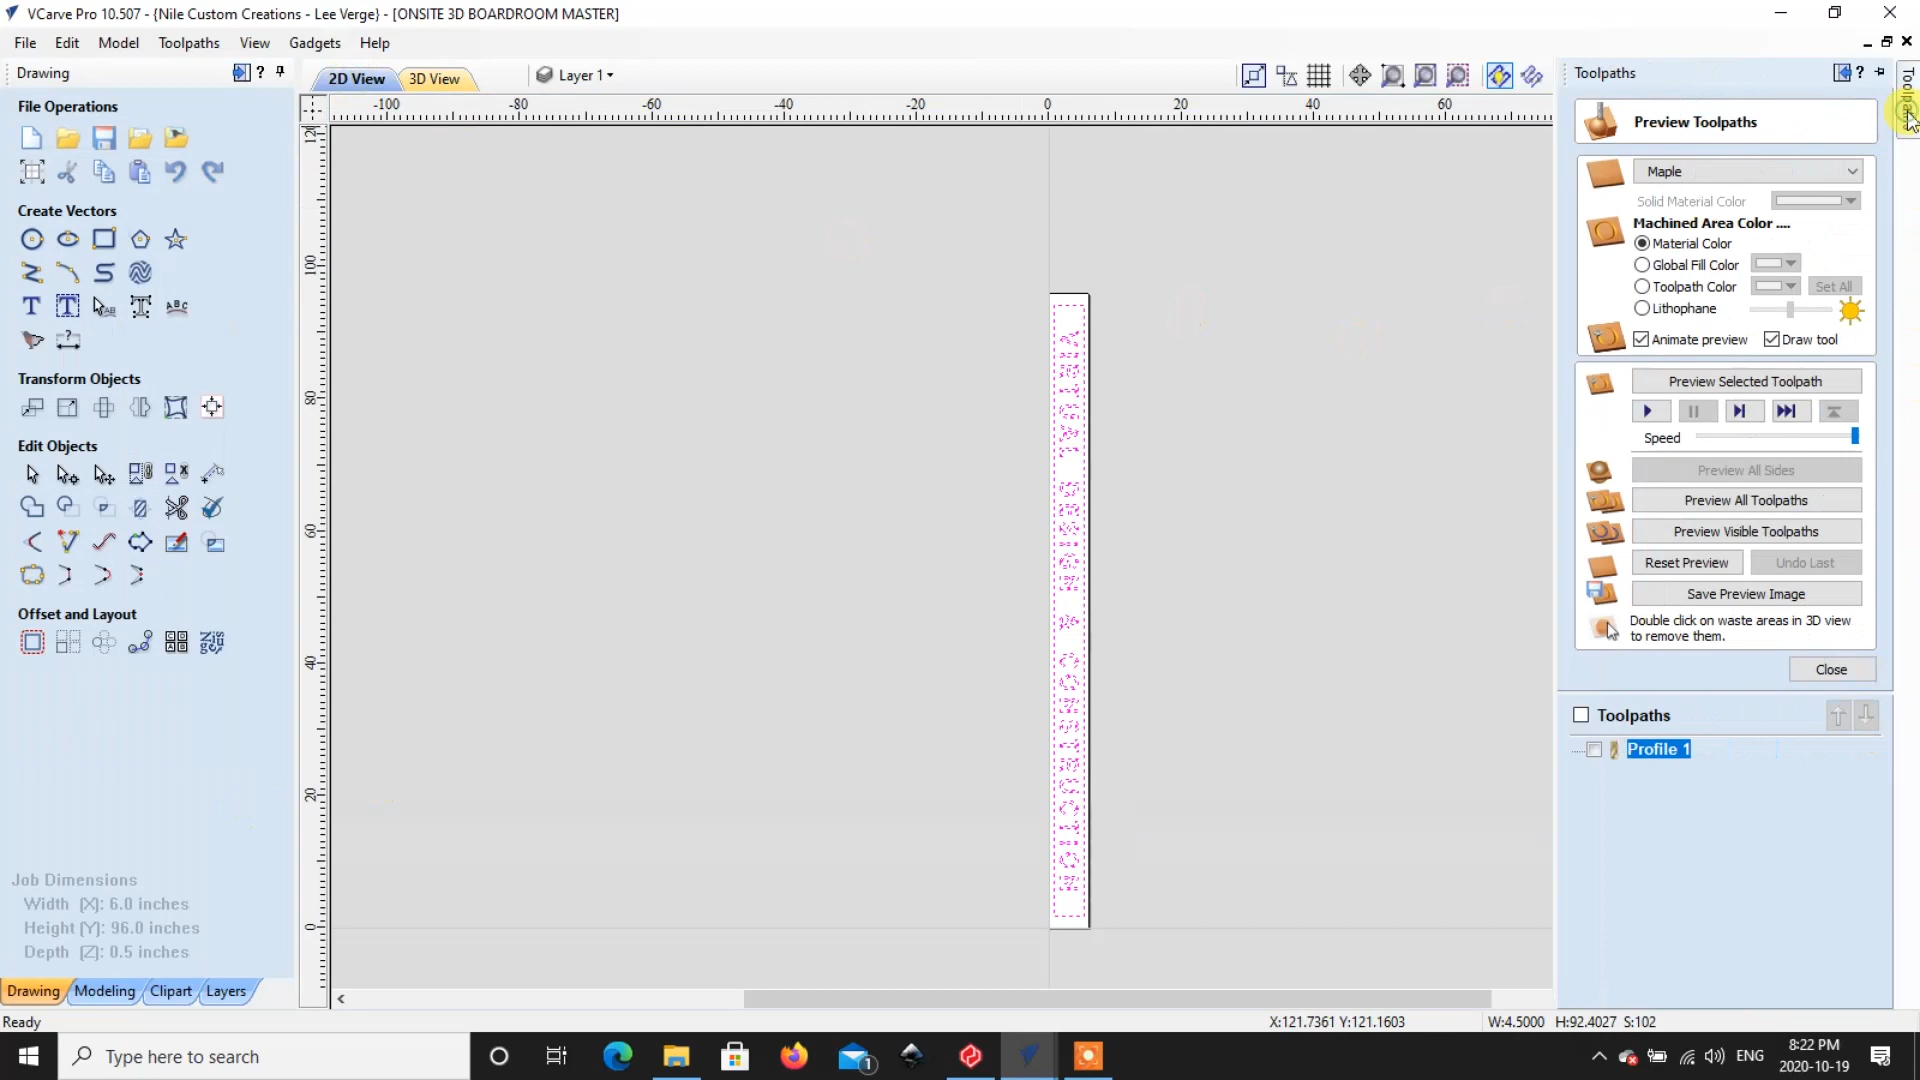 VCarve Pro 10.507 - {Nile Custom Creations - Lee Verge} - [ONSITE 3D BOARDROOM MASTER]
File Edit Model Toolpaths View Gadgets Help
Drawing
File Operations
Create Vectors
Transform Objects
Edit Objects
Offset and Layout
Job Dimensions
Width (X): 6.0 inches
Height (Y): 96.0 inches
Depth (Z): 0.5 inches
Drawing Modeling Clipart Layers
Ready
2D View 3D View Layer 1
-100 -80 -60 -40 -20 0 20 40 60
120
100
80
60
40
20
0
VIRTUAL DESIGN & CONSTRUCTION
Toolpaths
Preview Toolpaths
Maple
Solid Material Color
Machined Area Color ....
Material Color
Global Fill Color
Toolpath Color Set All
Lithophane
Animate preview Draw tool
Preview Selected Toolpath
Speed
Preview All Sides
Preview All Toolpaths
Preview Visible Toolpaths
Reset Preview Undo Last
Save Preview Image
Double click on waste areas in 3D view
to remove them.
Close
Toolpaths
Profile 1
Toolpaths
X:121.7361 Y:121.1603 W:4.5000 H:92.4027 S:102
Type here to search
1
ENG
8:22 PM
2020-10-19